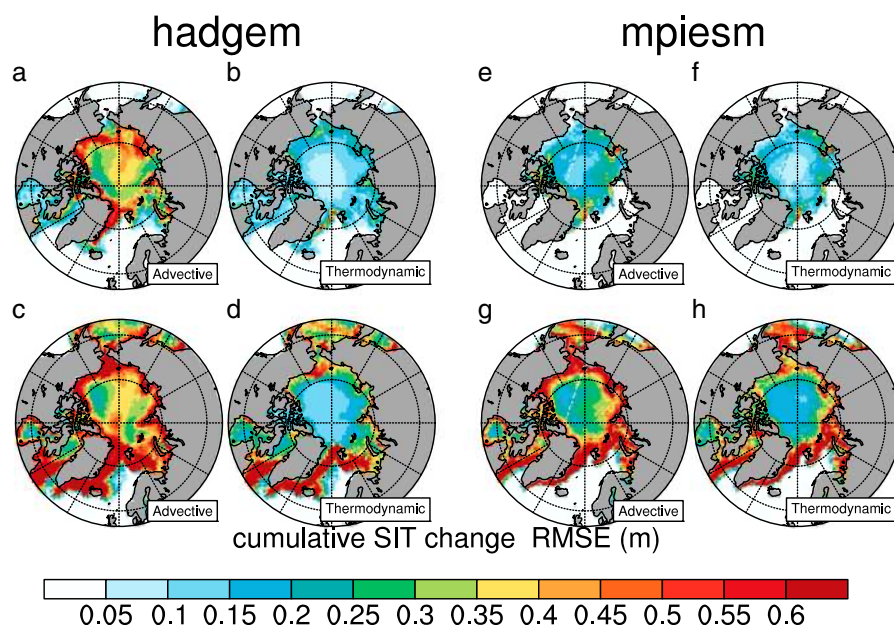 hadgem mpiesm
a b e f
Advective Thermodynamic Advective Thermodynamic
c d g h
Advective Thermodynamic Advective Thermodynamic
cumulative SIT change RMSE (m)
0.05 0.1 0.15 0.2 0.25 0.3 0.35 0.4 0.45 0.5 0.55 0.6